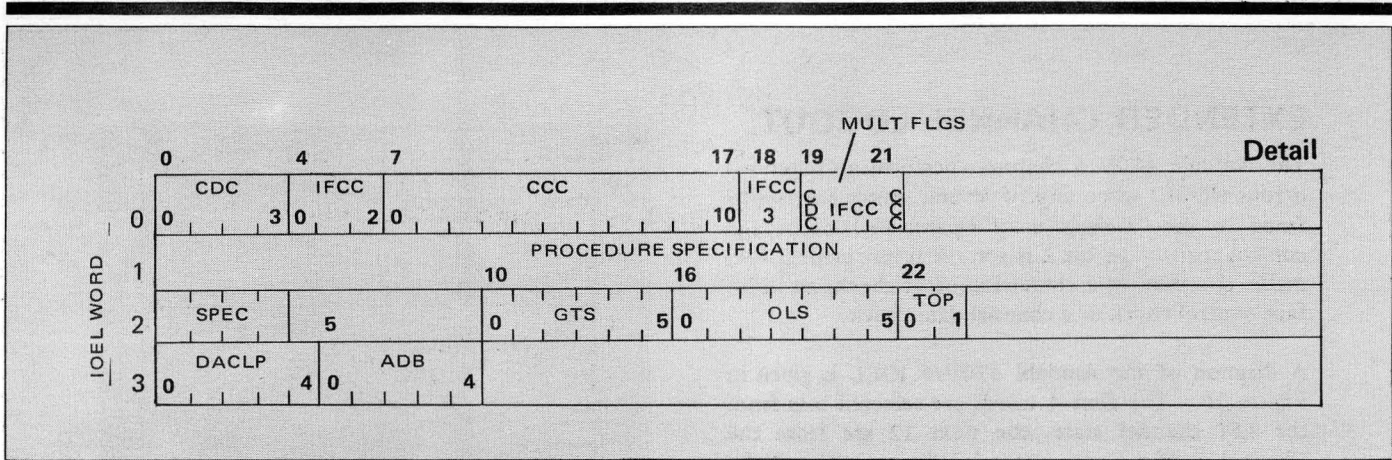 MULT FLGS
0 4 7 17 18 19 21 Detail
CDC IFCC CCC IFCC CDC IFCC CCC
0 0 3 0 2 0 10 3
PROCEDURE SPECIFICATION
1 10 16 22
SPEC GTS OLS TOP
2 5 0 5 0 5 0 1
DACLP ADB
3 0 4 0 4
IOEL WORD